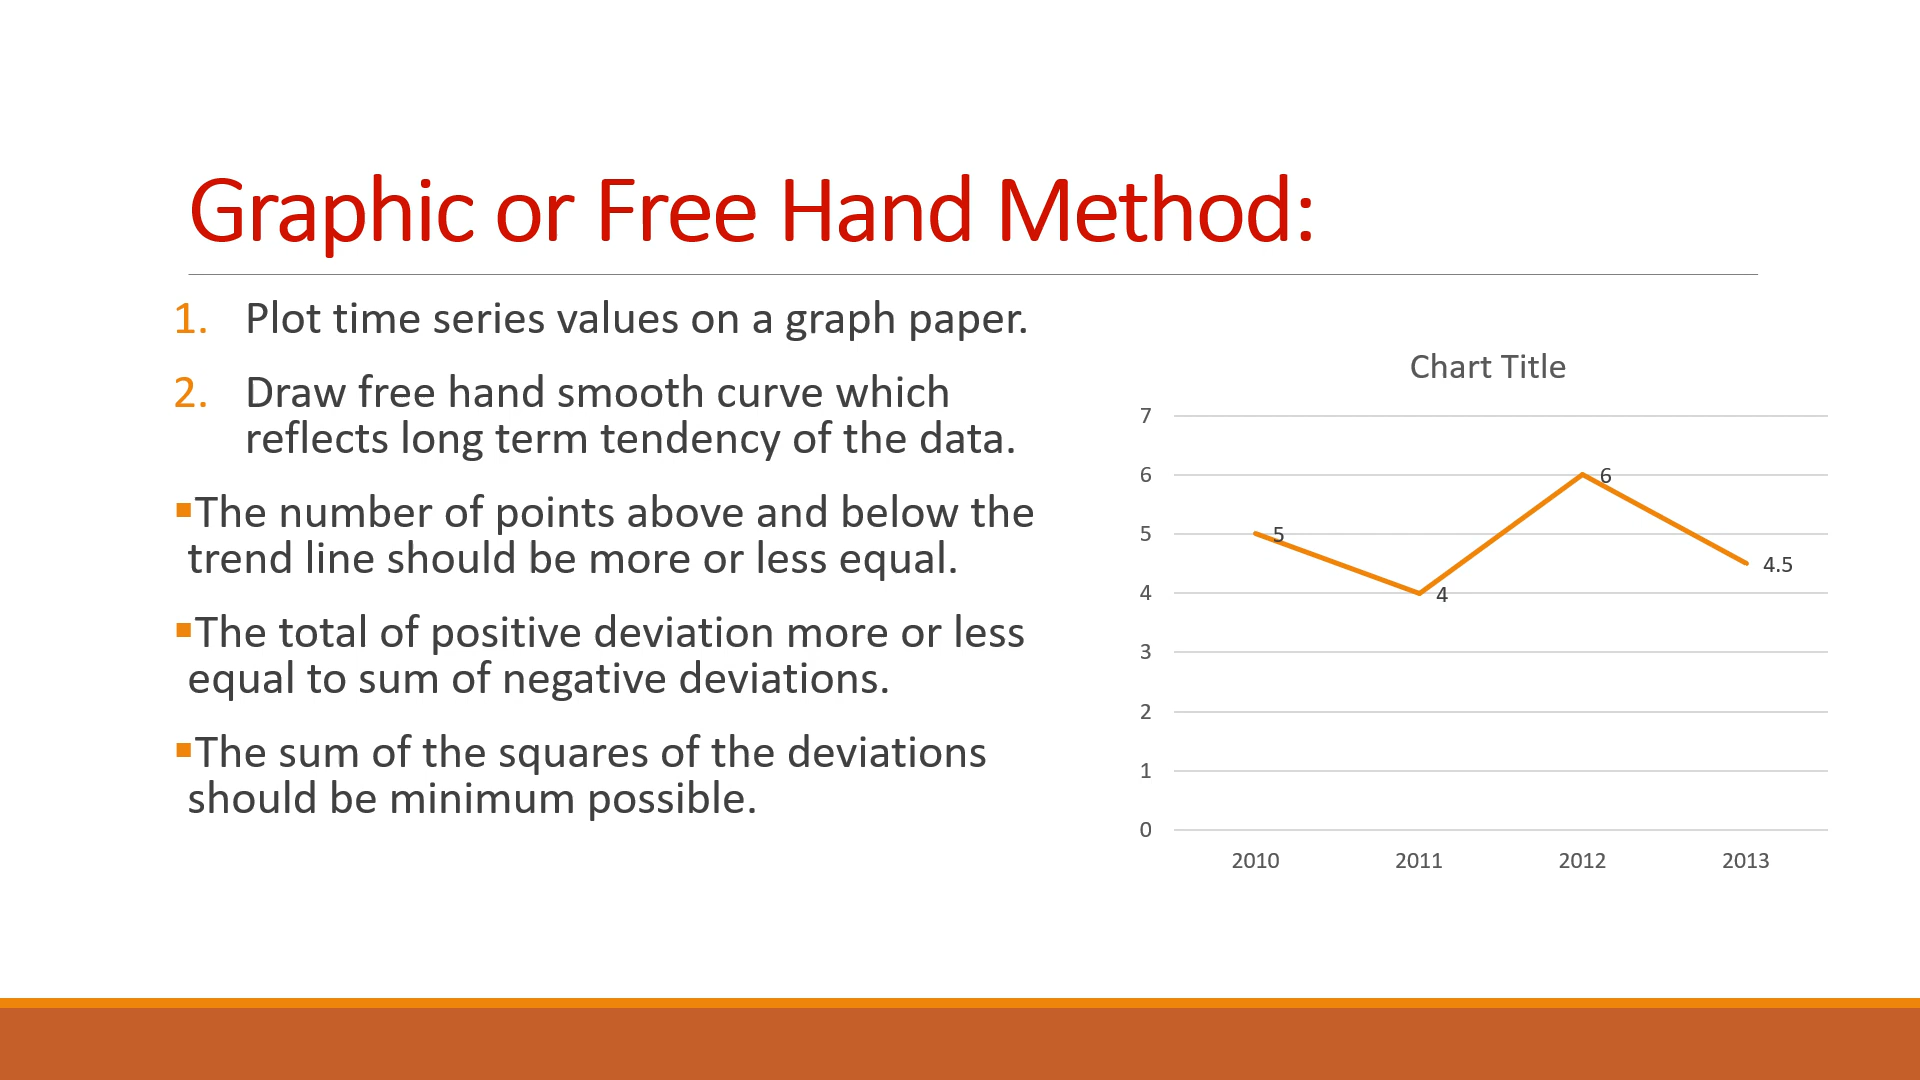 Graphic or Free Hand Method:
1. Plot time series values on a graph paper.
2. Draw free hand smooth curve which
reflects long term tendency of the data.
▪The number of points above and below the
trend line should be more or less equal.
▪The total of positive deviation more or less
equal to sum of negative deviations.
▪The sum of the squares of the deviations
should be minimum possible.
Chart Title
7
6
5
4
3
2
1
0
5
4
6
4.5
2010 2011 2012 2013